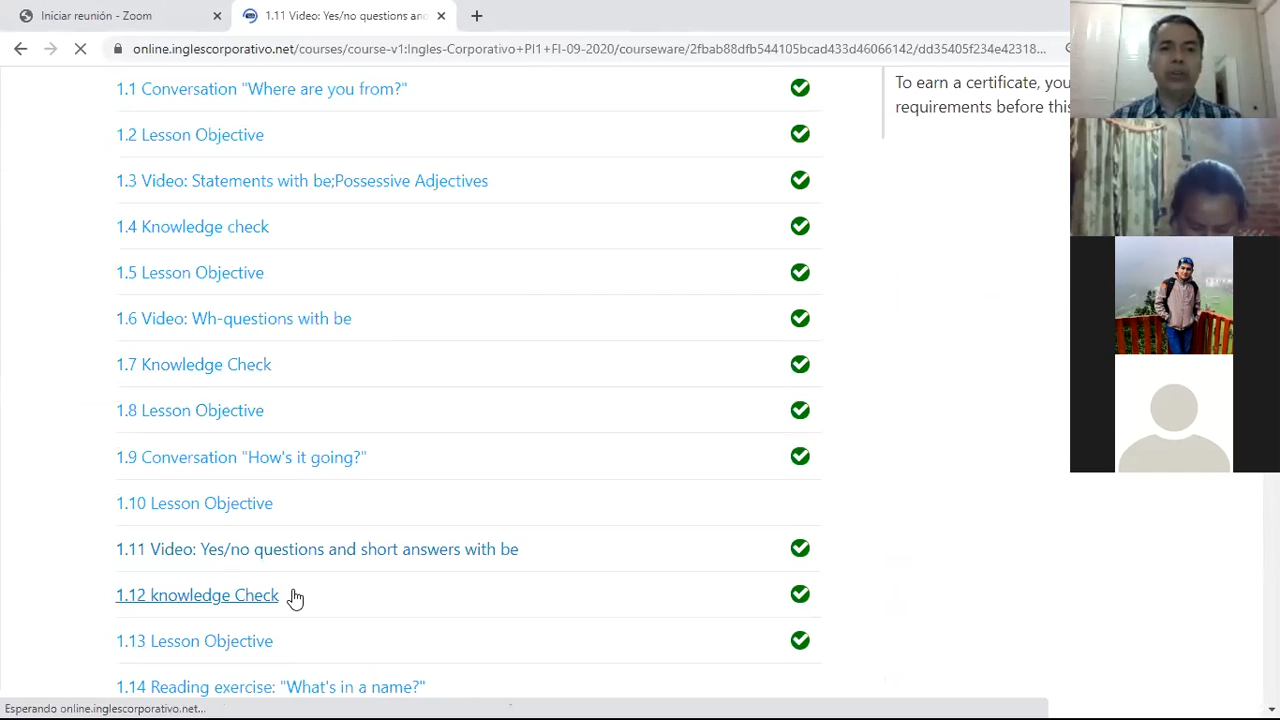 Iniciar reunión - Zoom
1.11 Video: Yes/no questions and
online.inglescorporativo.net/courses/course-v1:Ingles-Corporativo+PI1+FI-09-2020/courseware/2fbab88dfb544105bcad433d46066142/dd35405f234e42318...
1.1 Conversation "Where are you from?"
To earn a certificate, you
requirements before this
1.2 Lesson Objective
1.3 Video: Statements with be;Possessive Adjectives
1.4 Knowledge check
1.5 Lesson Objective
1.6 Video: Wh-questions with be
1.7 Knowledge Check
1.8 Lesson Objective
1.9 Conversation "How's it going?"
1.10 Lesson Objective
1.11 Video: Yes/no questions and short answers with be
1.12 knowledge Check
1.13 Lesson Objective
1.14 Reading exercise: "What's in a name?"
Esperando online.inglescorporativo.net...